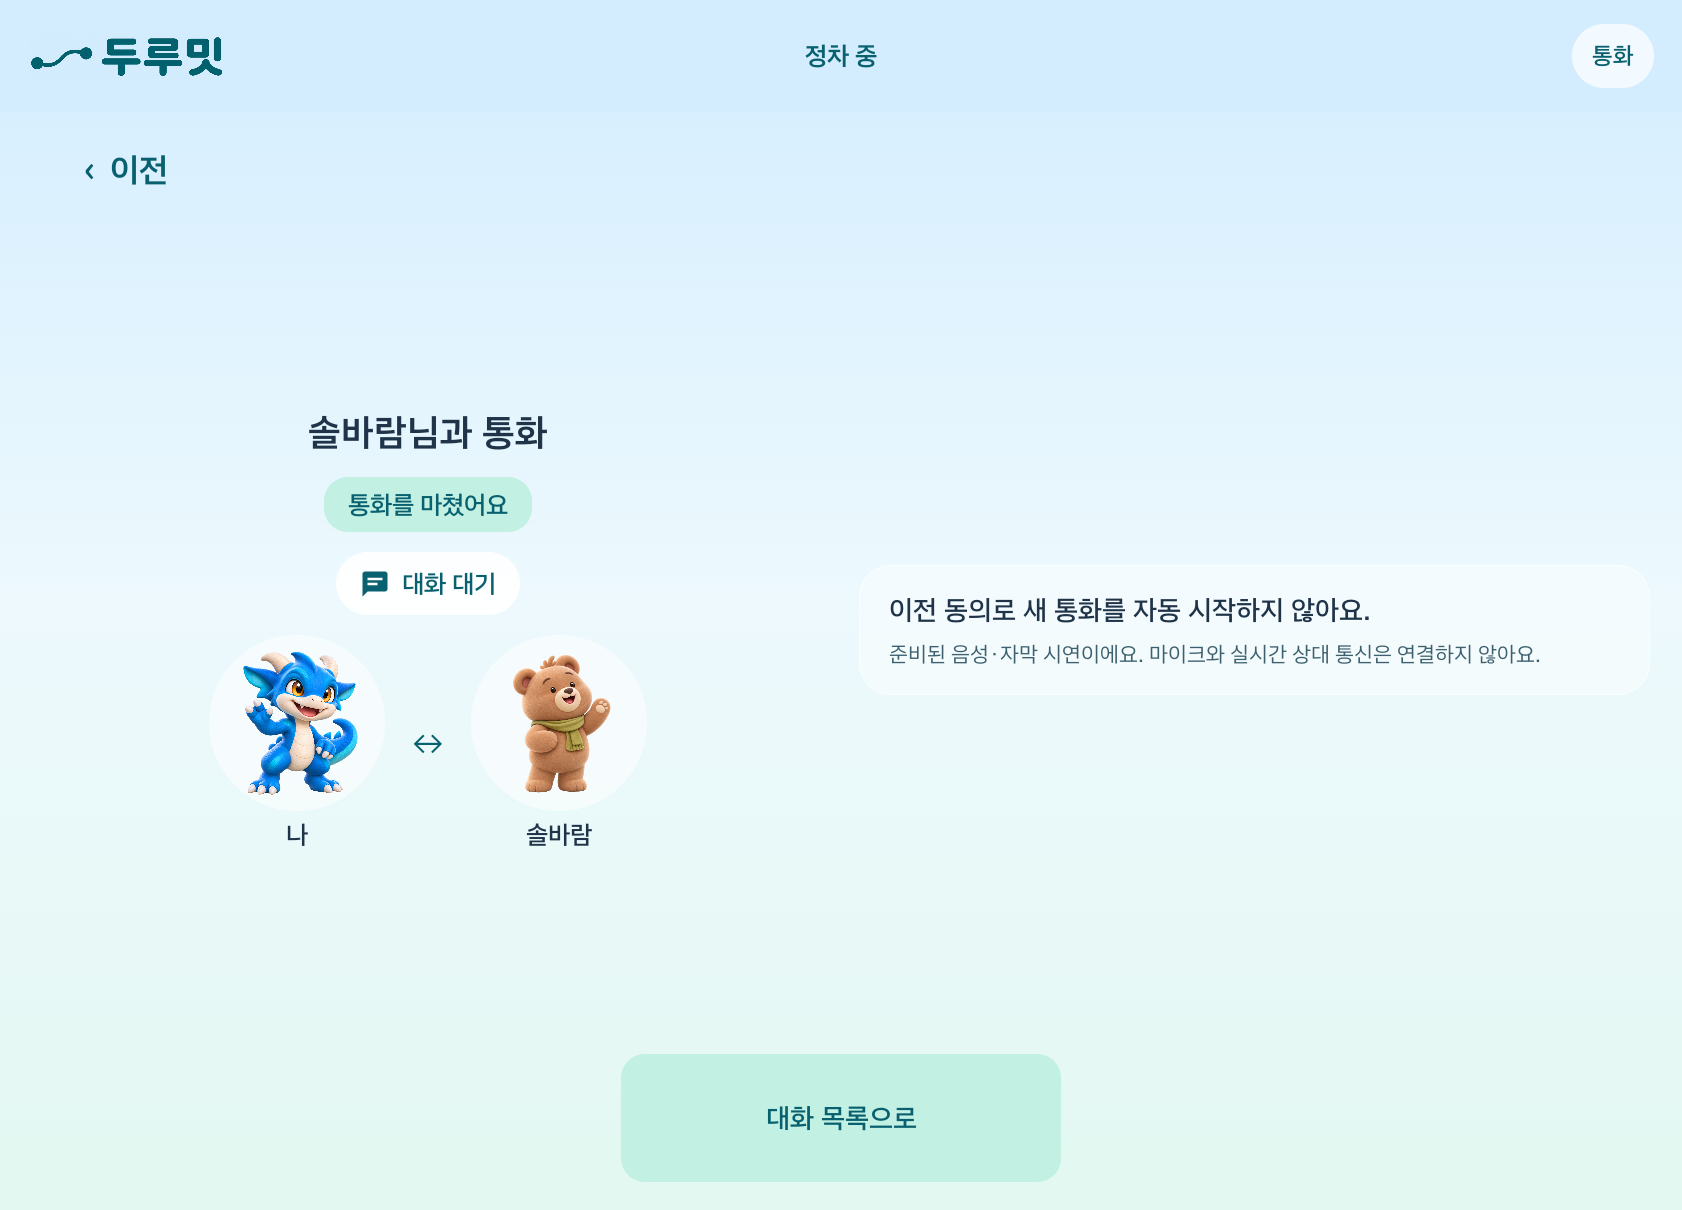 두루밋
정차 중
통화
‹ 이전
솔바람님과 통화
통화를 마쳤어요
대화 대기
이전 동의로 새 통화를 자동 시작하지 않아요.
준비된 음성·자막 시연이에요. 마이크와 실시간 상대 통신은 연결하지 않아요.
나
솔바람
대화 목록으로